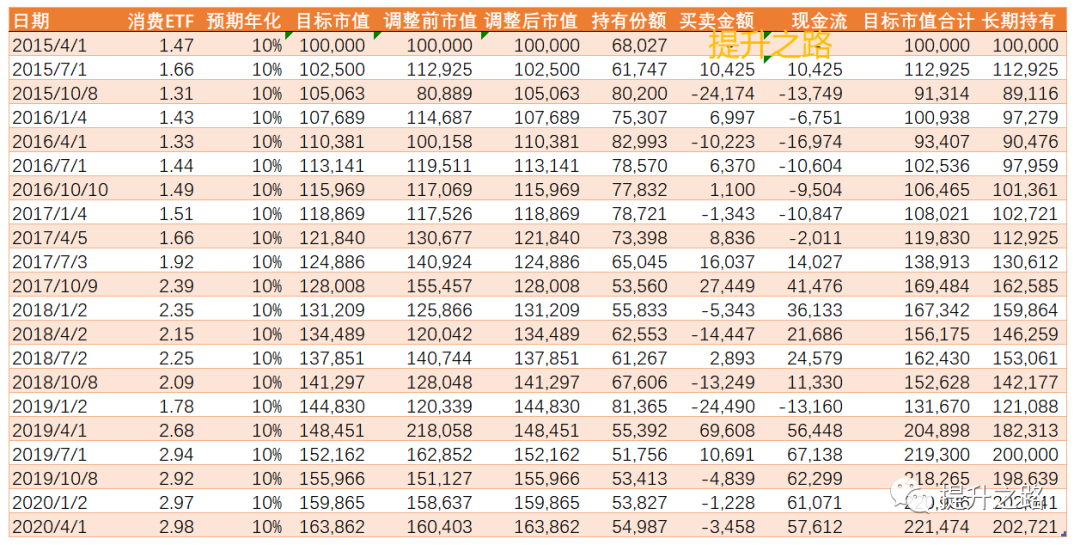 日期 消费ETF 预期年化 目标市值 调整前市值 调整后市值 持有份额 买卖金额 现金流 目标市值合计 长期持有
2015/4/1 1.47 10% 100,000 100,000 100,000 68,027 - - 100,000 100,000
提升之路
2015/7/1 1.66 10% 102,500 112,925 102,500 61,747 10,425 10,425 112,925 112,925
2015/10/8 1.31 10% 105,063 80,889 105,063 80,200 -24,174 -13,749 91,314 89,116
2016/1/4 1.43 10% 107,689 114,687 107,689 75,307 6,997 -6,751 100,938 97,279
2016/4/1 1.33 10% 110,381 100,158 110,381 82,993 -10,223 -16,974 93,407 90,476
2016/7/1 1.44 10% 113,141 119,511 113,141 78,570 6,370 -10,604 102,536 97,959
2016/10/10 1.49 10% 115,969 117,069 115,969 77,832 1,100 -9,504 106,465 101,361
2017/1/4 1.51 10% 118,869 117,526 118,869 78,721 -1,343 -10,847 108,021 102,721
2017/4/5 1.66 10% 121,840 130,677 121,840 73,398 8,836 -2,011 119,830 112,925
2017/7/3 1.92 10% 124,886 140,924 124,886 65,045 16,037 14,027 138,913 130,612
2017/10/9 2.39 10% 128,008 155,457 128,008 53,560 27,449 41,476 169,484 162,585
2018/1/2 2.35 10% 131,209 125,866 131,209 55,833 -5,343 36,133 167,342 159,864
2018/4/2 2.15 10% 134,489 120,042 134,489 62,553 -14,447 21,686 156,175 146,259
2018/7/2 2.25 10% 137,851 140,744 137,851 61,267 2,893 24,579 162,430 153,061
2018/10/8 2.09 10% 141,297 128,048 141,297 67,606 -13,249 11,330 152,628 142,177
2019/1/2 1.78 10% 144,830 120,339 144,830 81,365 -24,490 -13,160 131,670 121,088
2019/4/1 2.68 10% 148,451 218,058 148,451 55,392 69,608 56,448 204,898 182,313
2019/7/1 2.94 10% 152,162 162,852 152,162 51,756 10,691 67,138 219,300 200,000
2019/10/8 2.92 10% 155,966 151,127 155,966 53,413 -4,839 62,299 218,265 198,639
2020/1/2 2.97 10% 159,865 158,637 159,865 53,827 -1,228 61,071
提升之路
2020/4/1 2.98 10% 163,862 160,403 163,862 54,987 -3,458 57,612 221,474 202,721